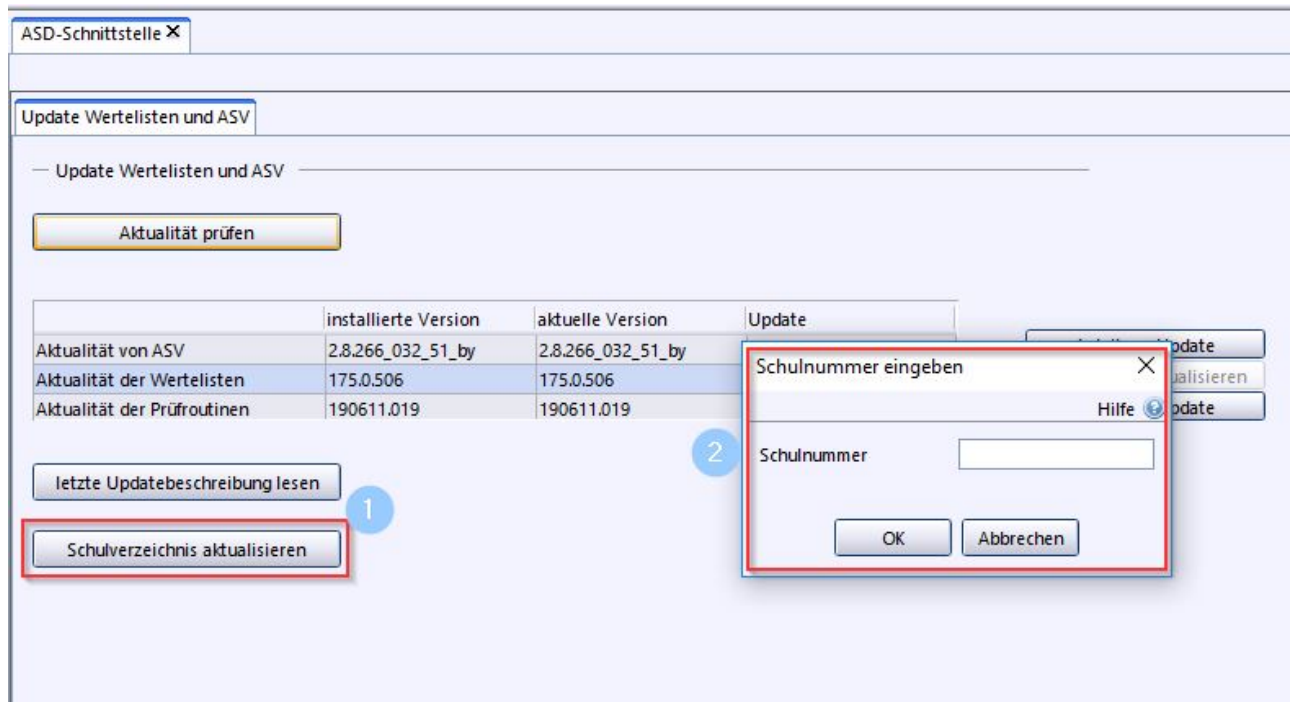 ASD-Schnittstelle X
Update Wertelisten und ASV
Update Wertelisten und ASV
Aktualität prüfen
installierte Version aktuelle Version Update
Aktualität von ASV 2.8.266_032_51_by 2.8.266_032_51_by
Aktualität der Wertelisten 175.0.506 175.0.506
Aktualität der Prüfroutinen 190611.019 190611.019
Schulnummer eingeben
Hilfe
2
Schulnummer
OK Abbrechen
letzte Updatebeschreibung lesen
1
Schulverzeichnis aktualisieren